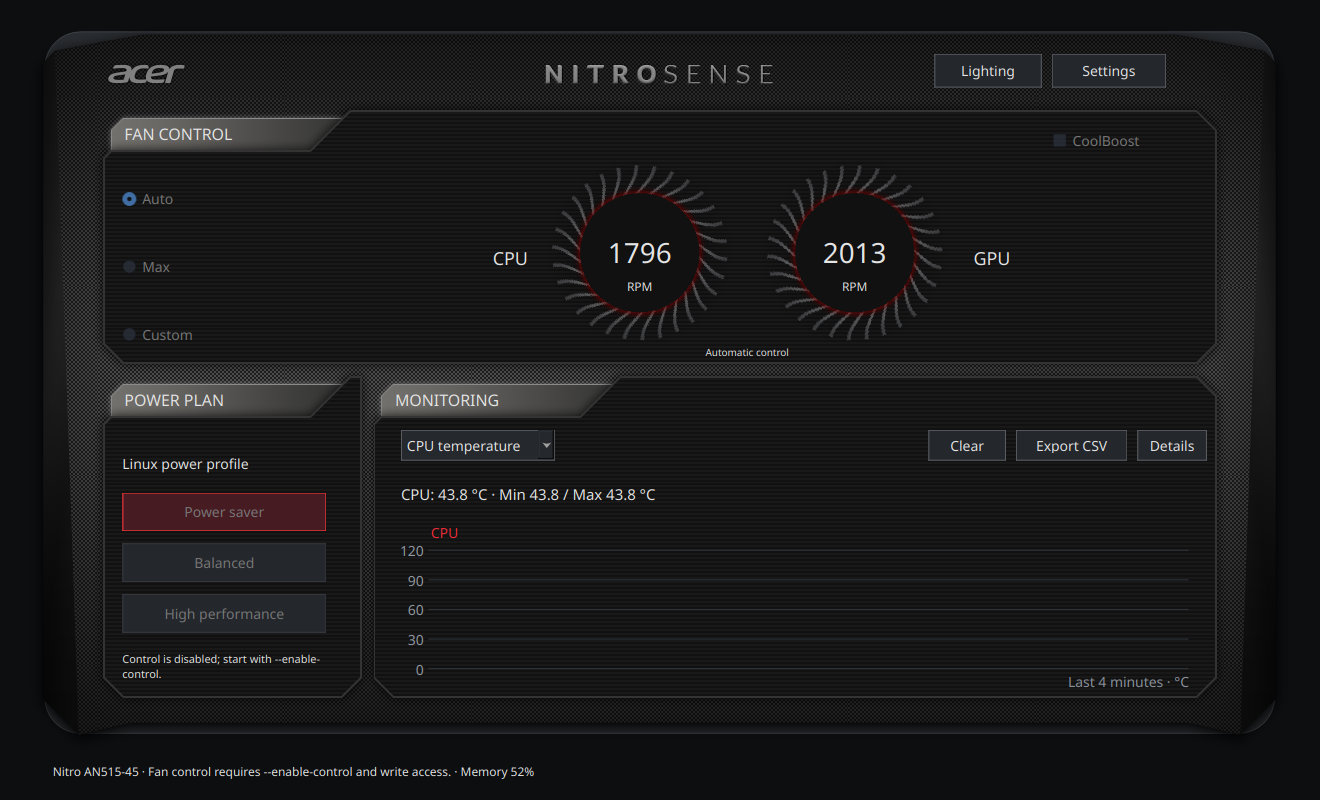 acer
NITROSENSE
Lighting
Settings
FAN CONTROL
CoolBoost
Auto
Max
Custom
CPU
1796
RPM
2013
RPM
GPU
Automatic control
POWER PLAN
Linux power profile
Power saver
Balanced
High performance
Control is disabled; start with --enable-
control.
MONITORING
CPU temperature
Clear
Export CSV
Details
CPU: 43.8 °C · Min 43.8 / Max 43.8 °C
CPU
120
90
60
30
0
Last 4 minutes · °C
Nitro AN515-45 · Fan control requires --enable-control and write access. · Memory 52%